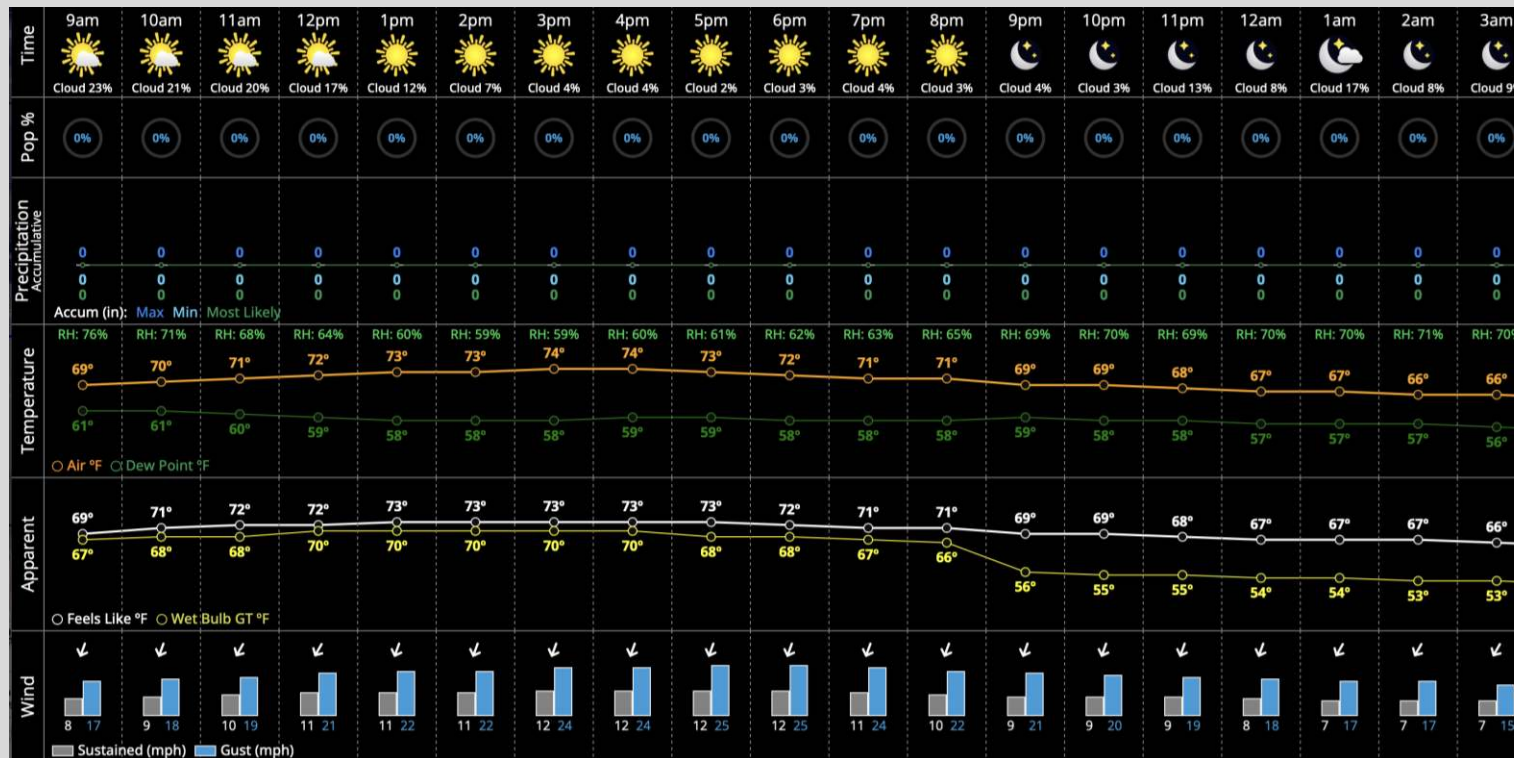 Time
9am 10am 11am 12pm 1pm 2pm 3pm 4pm 5pm 6pm 7pm 8pm 9pm 10pm 11pm 12am 1am 2am 3am
Cloud 23% Cloud 21% Cloud 20% Cloud 17% Cloud 12% Cloud 7% Cloud 4% Cloud 4% Cloud 2% Cloud 3% Cloud 4% Cloud 3% Cloud 4% Cloud 3% Cloud 13% Cloud 8% Cloud 17% Cloud 8% Cloud 9%
Pop %
0% 0% 0% 0% 0% 0% 0% 0% 0% 0% 0% 0% 0% 0% 0% 0% 0% 0% 0%
Precipitation
Accumulative
0 0 0 0 0 0 0 0 0 0 0 0 0 0 0 0 0 0 0
0 0 0 0 0 0 0 0 0 0 0 0 0 0 0 0 0 0 0
0 0 0 0 0 0 0 0 0 0 0 0 0 0 0 0 0 0 0
Accum (in): Max Min Most Likely
Temperature
RH: 76% RH: 71% RH: 68% RH: 64% RH: 60% RH: 59% RH: 59% RH: 60% RH: 61% RH: 62% RH: 63% RH: 65% RH: 69% RH: 70% RH: 69% RH: 70% RH: 70% RH: 71% RH: 70%
69° 70° 71° 72° 73° 73° 74° 74° 73° 72° 71° 71° 69° 69° 68° 67° 67° 66° 66°
61° 61° 60° 59° 58° 58° 58° 59° 59° 58° 58° 58° 59° 58° 58° 57° 57° 57° 56°
Air °F Dew Point °F
Apparent
69° 71° 72° 72° 73° 73° 73° 73° 73° 72° 71° 71° 69° 69° 68° 67° 67° 67° 66°
67° 68° 68° 70° 70° 70° 70° 70° 68° 68° 67° 66° 56° 55° 55° 54° 54° 53° 53°
Feels Like °F Wet Bulb GT °F
Wind
8 17 9 18 10 19 11 21 11 22 11 22 12 24 12 24 12 25 12 25 11 24 10 22 9 21 9 20 9 19 8 18 7 17 7 17 7 15
Sustained (mph) Gust (mph)